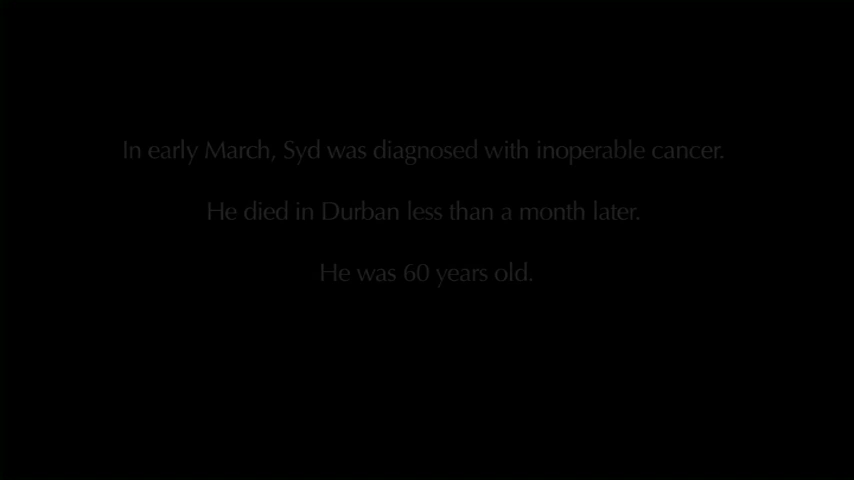 In early March, Syd was diagnosed with inoperable cancer.
He died in Durban less than a month later.
He was 60 years old.